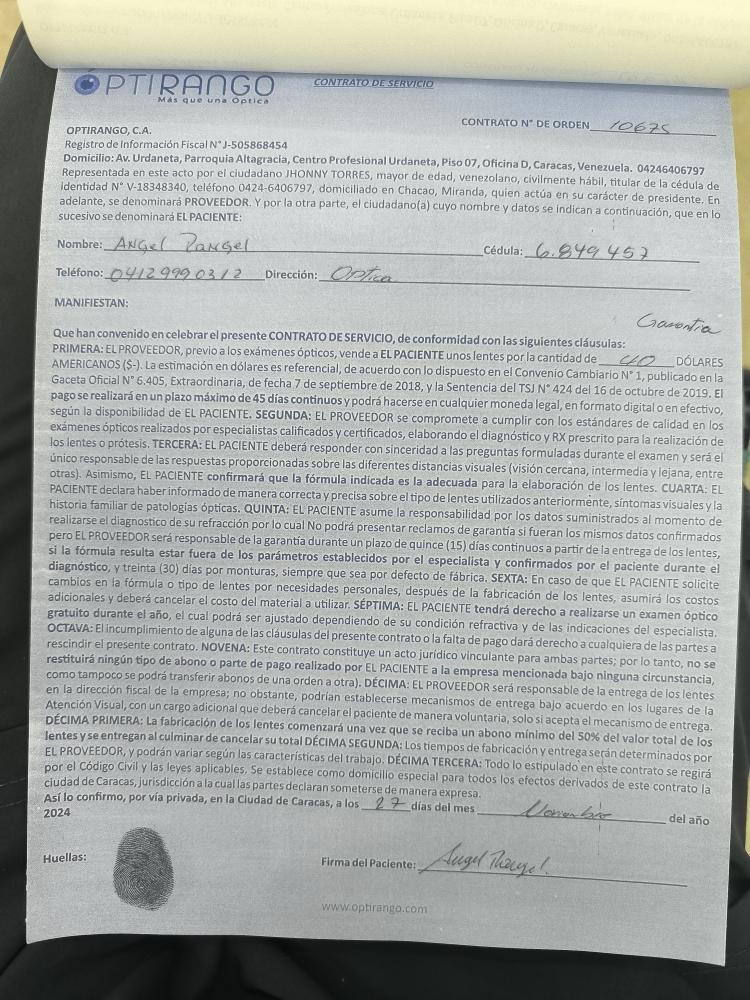 OPTIRANGO
Más que una Optica
CONTRATO DE SERVICIO
CONTRATO N° DE ORDEN 10675
OPTIRANGO, C.A.
Registro de Información Fiscal N° J-505868454
Domicilio: Av. Urdaneta, Parroquia Altagracia, Centro Profesional Urdaneta, Piso 07, Oficina D, Caracas, Venezuela. 04246406797
Representada en este acto por el ciudadano JHONNY TORRES, mayor de edad, venezolano, civilmente hábil, titular de la cédula de
identidad N° V-18348340, teléfono 0424-6406797, domiciliado en Chacao, Miranda, quien actúa en su carácter de presidente. En
adelante, se denominará PROVEEDOR. Y por la otra parte, el ciudadano(a) cuyo nombre y datos se indican a continuación, que en lo
sucesivo se denominará EL PACIENTE:
Nombre: Angel Rangel Cédula: 6.849457
Teléfono: 04129990312 Dirección: Optica
MANIFIESTAN:
Garantia
Que han convenido en celebrar el presente CONTRATO DE SERVICIO, de conformidad con las siguientes cláusulas:
PRIMERA: EL PROVEEDOR, previo a los exámenes ópticos, vende a EL PACIENTE unos lentes por la cantidad de 40 DÓLARES
AMERICANOS ($-). La estimación en dólares es referencial, de acuerdo con lo dispuesto en el Convenio Cambiario N° 1, publicado en la
Gaceta Oficial N° 6.405, Extraordinaria, de fecha 7 de septiembre de 2018, y la Sentencia del TSJ N° 424 del 16 de octubre de 2019. El
pago se realizará en un plazo máximo de 45 días continuos y podrá hacerse en cualquier moneda legal, en formato digital o en efectivo,
según la disponibilidad de EL PACIENTE. SEGUNDA: EL PROVEEDOR se compromete a cumplir con los estándares de calidad en los
exámenes ópticos realizados por especialistas calificados y certificados, elaborando el diagnóstico y RX prescrito para la realización de
los lentes o prótesis. TERCERA: EL PACIENTE deberá responder con sinceridad a las preguntas formuladas durante el examen y será el
único responsable de las respuestas proporcionadas sobre las diferentes distancias visuales (visión cercana, intermedia y lejana, entre
otras). Asimismo, EL PACIENTE confirmará que la fórmula indicada es la adecuada para la elaboración de los lentes. CUARTA: EL
PACIENTE declara haber informado de manera correcta y precisa sobre el tipo de lentes utilizados anteriormente, síntomas visuales y la
historia familiar de patologías ópticas. QUINTA: EL PACIENTE asume la responsabilidad por los datos suministrados al momento de
realizarse el diagnostico de su refracción por lo cual No podrá presentar reclamos de garantía si fueran los mismos datos confirmados
pero EL PROVEEDOR será responsable de la garantía durante un plazo de quince (15) días continuos a partir de la entrega de los lentes,
si la fórmula resulta estar fuera de los parámetros establecidos por el especialista y confirmados por el paciente durante el
diagnóstico, y treinta (30) días por monturas, siempre que sea por defecto de fábrica. SEXTA: En caso de que EL PACIENTE solicite
cambios en la fórmula o tipo de lentes por necesidades personales, después de la fabricación de los lentes, asumirá los costos
adicionales y deberá cancelar el costo del material a utilizar. SÉPTIMA: EL PACIENTE tendrá derecho a realizarse un examen óptico
gratuito durante el año, el cual podrá ser ajustado dependiendo de su condición refractiva y de las indicaciones del especialista.
OCTAVA: El incumplimiento de alguna de las cláusulas del presente contrato o la falta de pago dará derecho a cualquiera de las partes a
rescindir el presente contrato. NOVENA: Este contrato constituye un acto jurídico vinculante para ambas partes; por lo tanto, no se
restituirá ningún tipo de abono o parte de pago realizado por EL PACIENTE a la empresa mencionada bajo ninguna circunstancia,
como tampoco se podrá transferir abonos de una orden a otra). DÉCIMA: EL PROVEEDOR será responsable de la entrega de los lentes
en la dirección fiscal de la empresa; no obstante, podrían establecerse mecanismos de entrega bajo acuerdo en los lugares de la
Atención Visual, con un cargo adicional que deberá cancelar el paciente de manera voluntaria, solo si acepta el mecanismo de entrega.
DÉCIMA PRIMERA: La fabricación de los lentes comenzará una vez que se reciba un abono mínimo del 50% del valor total de los
lentes y se entregan al culminar de cancelar su total DÉCIMA SEGUNDA: Los tiempos de fabricación y entrega serán determinados por
EL PROVEEDOR, y podrán variar según las características del trabajo. DÉCIMA TERCERA: Todo lo estipulado en este contrato se regirá
por el Código Civil y las leyes aplicables. Se establece como domicilio especial para todos los efectos derivados de este contrato la
ciudad de Caracas, jurisdicción a la cual las partes declaran someterse de manera expresa.
Así lo confirmo, por vía privada, en la Ciudad de Caracas, a los 27 días del mes Noviembre del año
2024
Huellas: Firma del Paciente: Angel Rangel
www.optirango.com